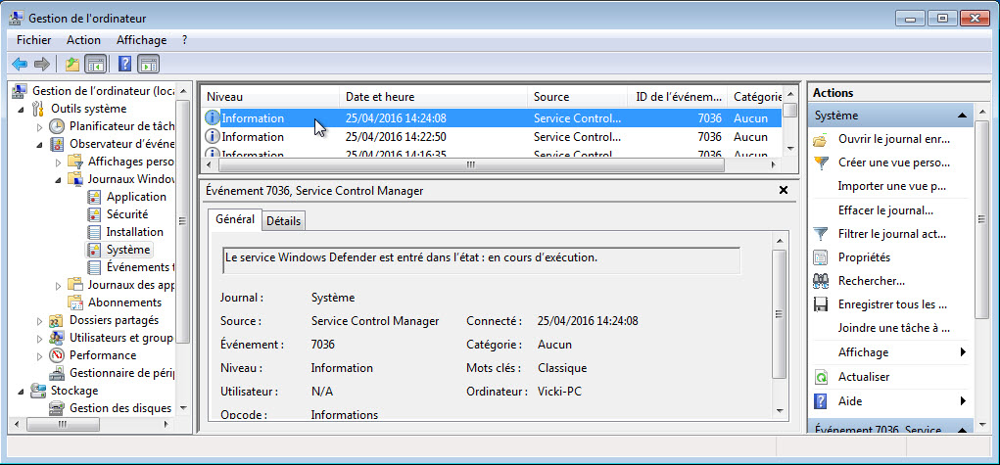 Gestion de l'ordinateur
Fichier Action Affichage ?
Gestion de l'ordinateur (loca
Outils système
Planificateur de tâch
Observateur d'événe
Affichages perso
Journaux Window
Application
Sécurité
Installation
Système
Événements t
Journaux des app
Abonnements
Dossiers partagés
Utilisateurs et group
Performance
Gestionnaire de périp
Stockage
Gestion des disques
Niveau Date et heure Source ID de l'événem... Catégorie
Information 25/04/2016 14:24:08 Service Control... 7036 Aucun
Information 25/04/2016 14:22:50 Service Control... 7036 Aucun
Information 25/04/2016 14:16:35 Service Control... 7036 Aucun
Événement 7036, Service Control Manager
Général Détails
Le service Windows Defender est entré dans l'état : en cours d'exécution.
Journal : Système
Source : Service Control Manager Connecté : 25/04/2016 14:24:08
Événement : 7036 Catégorie : Aucun
Niveau : Information Mots clés : Classique
Utilisateur : N/A Ordinateur : Vicki-PC
Opcode : Informations
Actions
Système
Ouvrir le journal enr...
Créer une vue perso...
Importer une vue p...
Effacer le journal...
Filtrer le journal act...
Propriétés
Rechercher...
Enregistrer tous les ...
Joindre une tâche à ...
Affichage
Actualiser
Aide
Événement 7036, Service